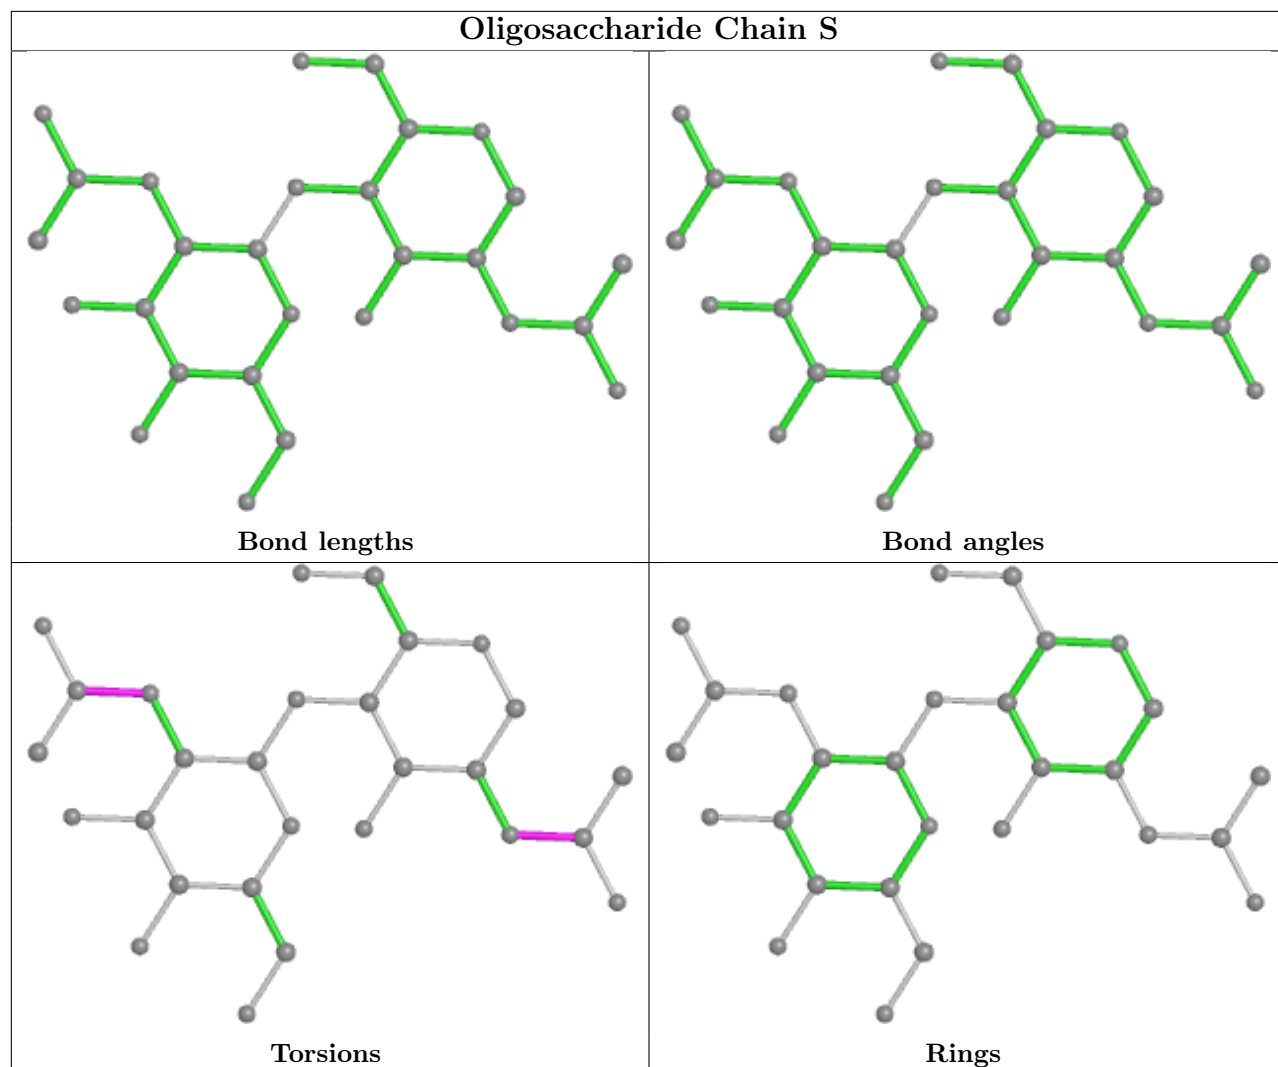 Oligosaccharide Chain S
Bond lengths
Bond angles
Torsions
Rings